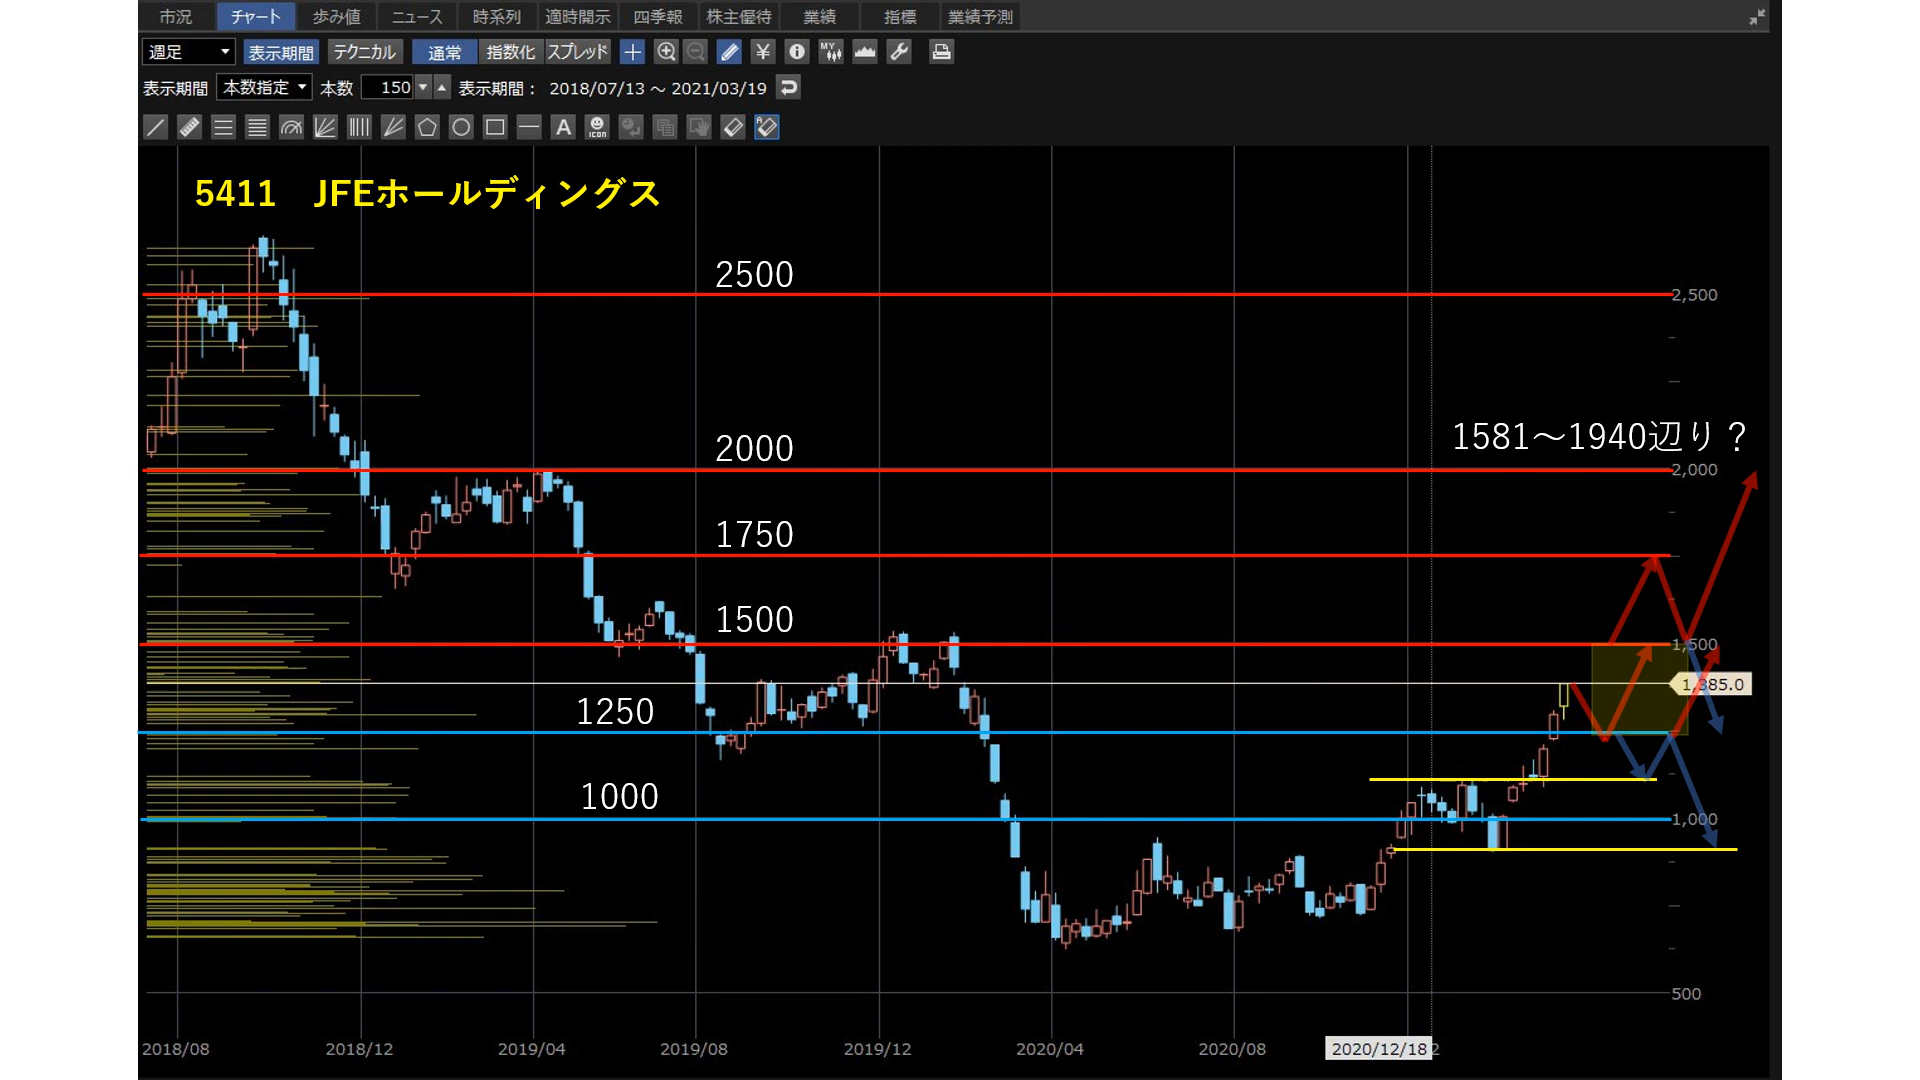 市況 チャート 歩み値 ニュース 時系列 適時開示 四季報 株主優待 業績 指標 業績予測
週足 表示期間 テクニカル 通常 指数化 スプレッド ¥ MY
表示期間 本数指定 本数 150 表示期間： 2018/07/13 ～ 2021/03/19
A ICON A
5411 JFEホールディングス
2500
2,500
1581～1940辺り？
2000
2,000
1750
1500
1,500
1,385.0
1250
1000
1,000
500
2018/08 2018/12 2019/04 2019/08 2019/12 2020/04 2020/08 2020/12/18